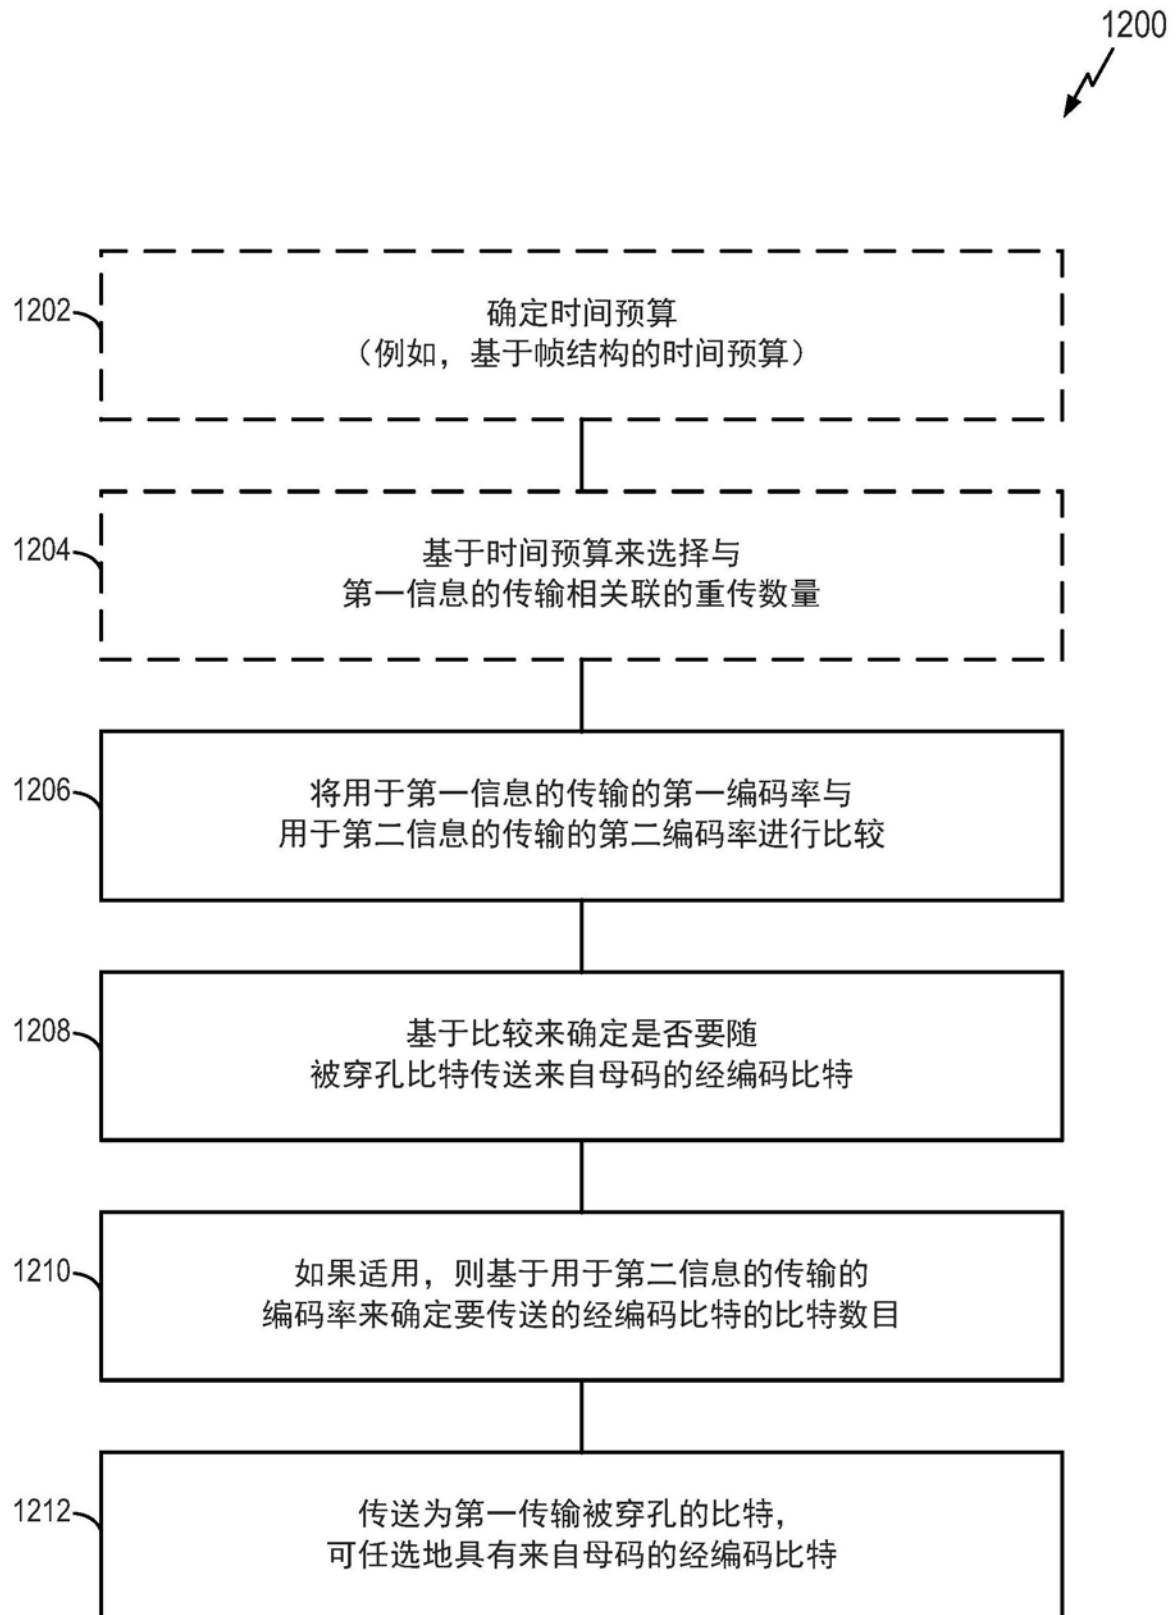 1200
1202
确定时间预算
（例如，基于帧结构的时间预算）
1204
基于时间预算来选择与
第一信息的传输相关联的重传数量
1206
将用于第一信息的传输的第一编码率与
用于第二信息的传输的第二编码率进行比较
1208
基于比较来确定是否要随
被穿孔比特传送来自母码的经编码比特
1210
如果适用，则基于用于第二信息的传输的
编码率来确定要传送的经编码比特的比特数目
1212
传送为第一传输被穿孔的比特，
可任选地具有来自母码的经编码比特